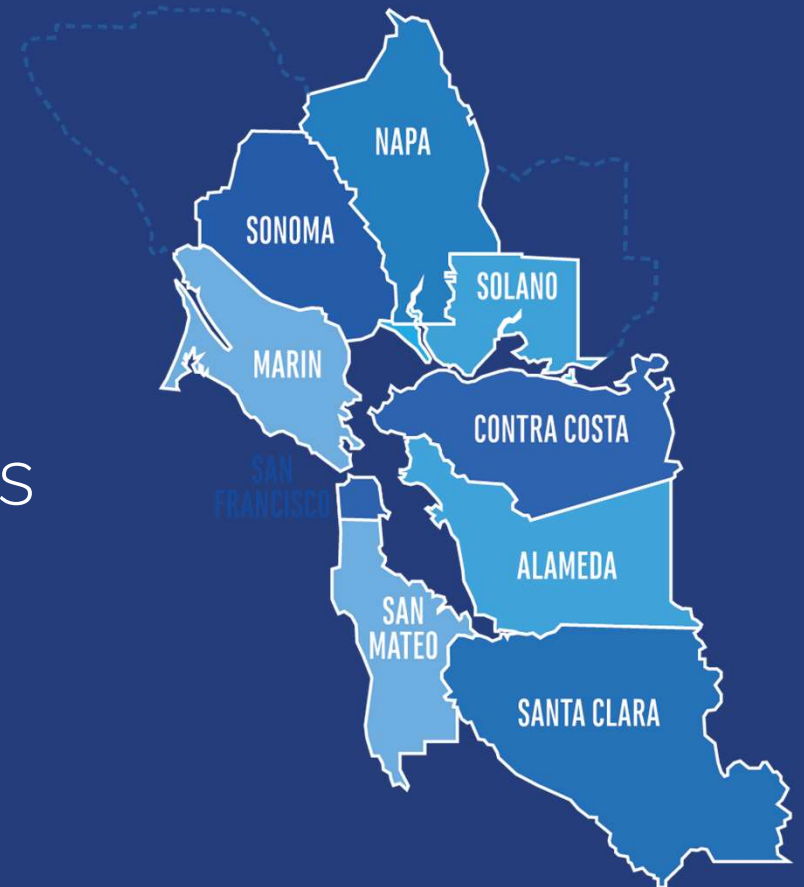 NAPA
SONOMA
SOLANO
MARIN
CONTRA COSTA
S
SAN
FRANCISCO
ALAMEDA
SAN
MATEO
SANTA CLARA